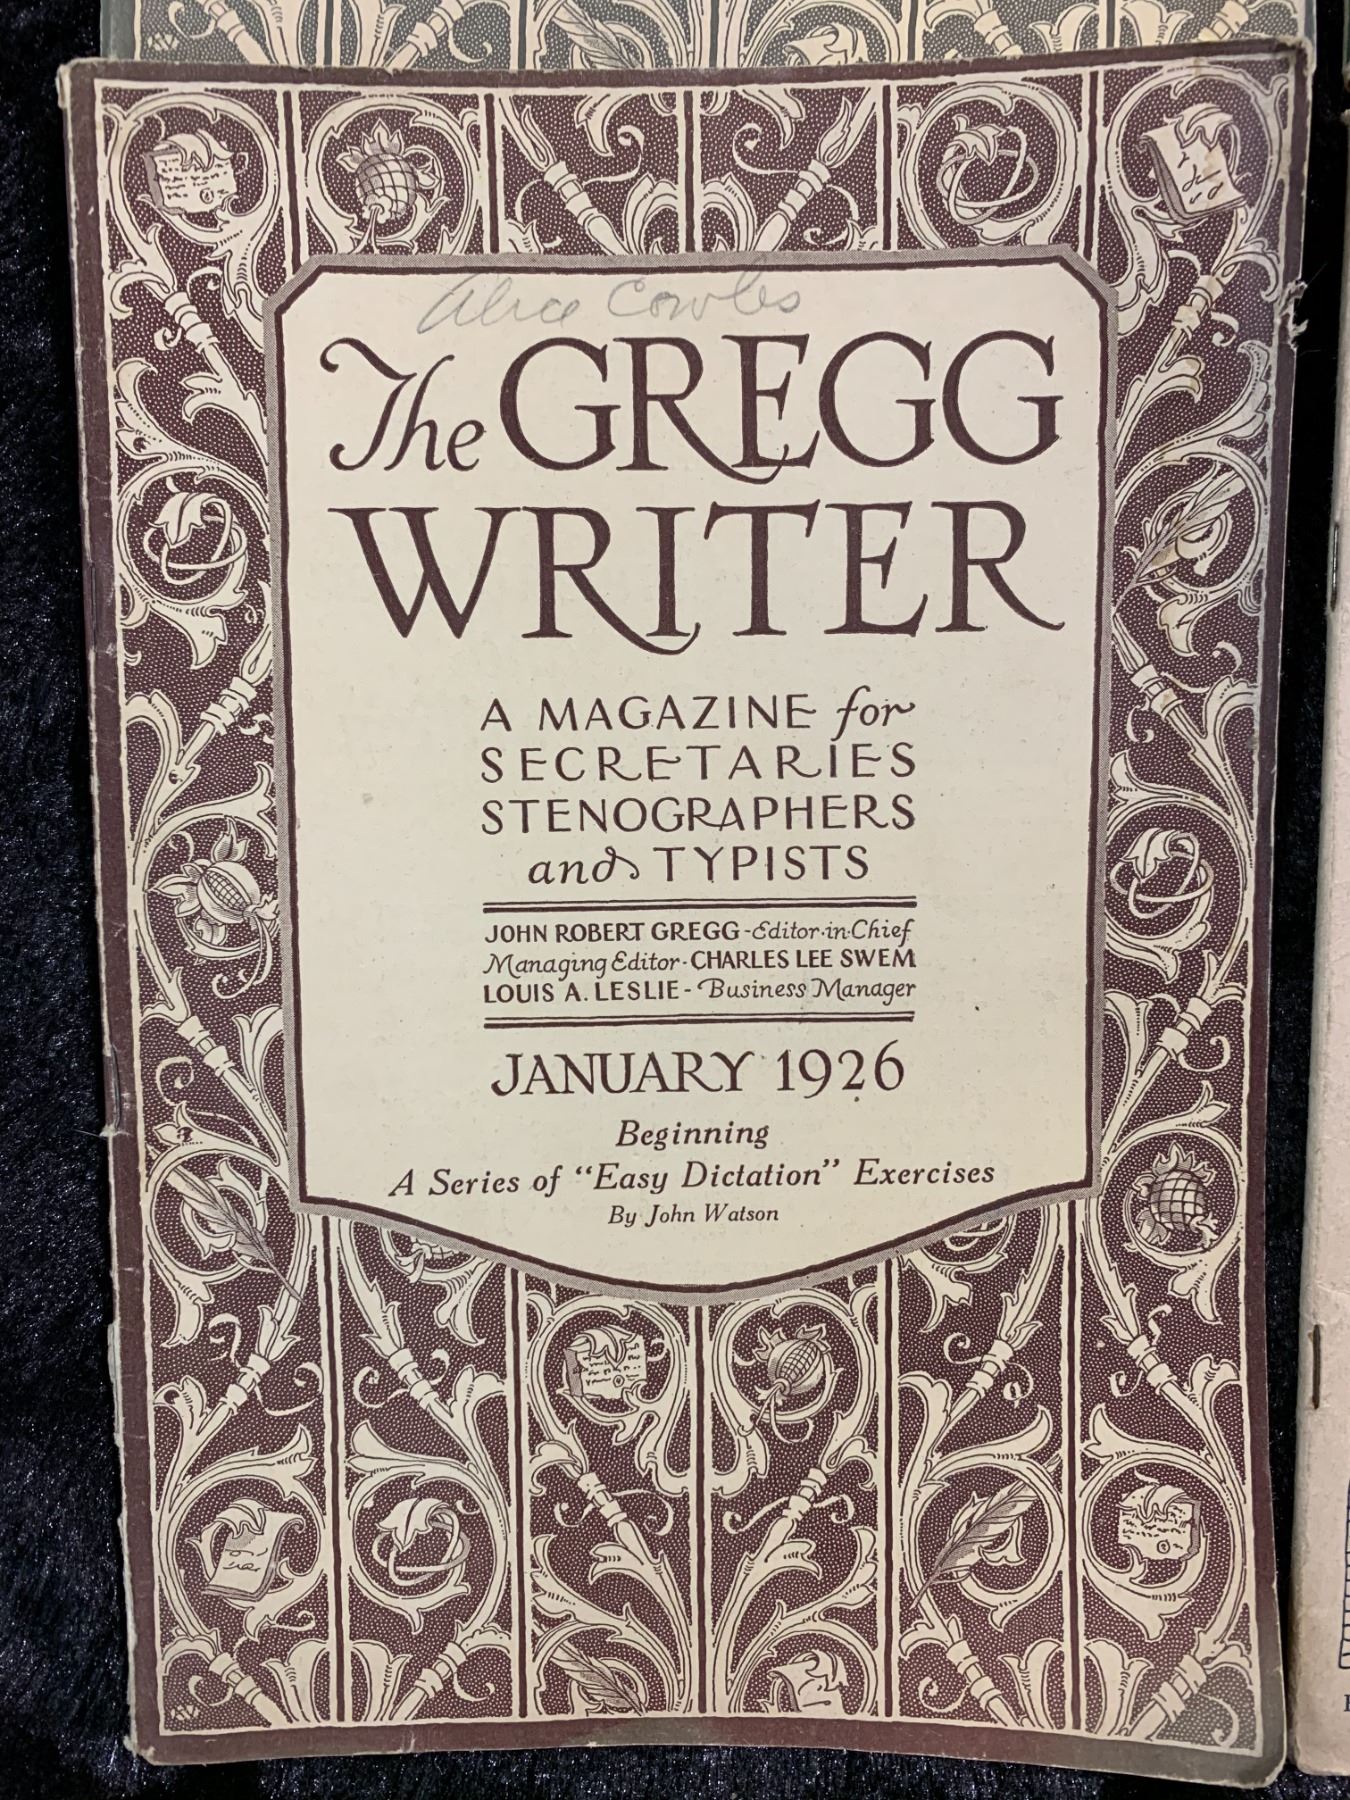 Alice Cowles
The GREGG
WRITER
A MAGAZINE for
SECRETARIES
STENOGRAPHERS
and TYPISTS
JOHN ROBERT GREGG - Editor-in-Chief
Managing Editor - CHARLES LEE SWEM
LOUIS A. LESLIE - Business Manager
JANUARY 1926
Beginning
A Series of "Easy Dictation" Exercises
By John Watson